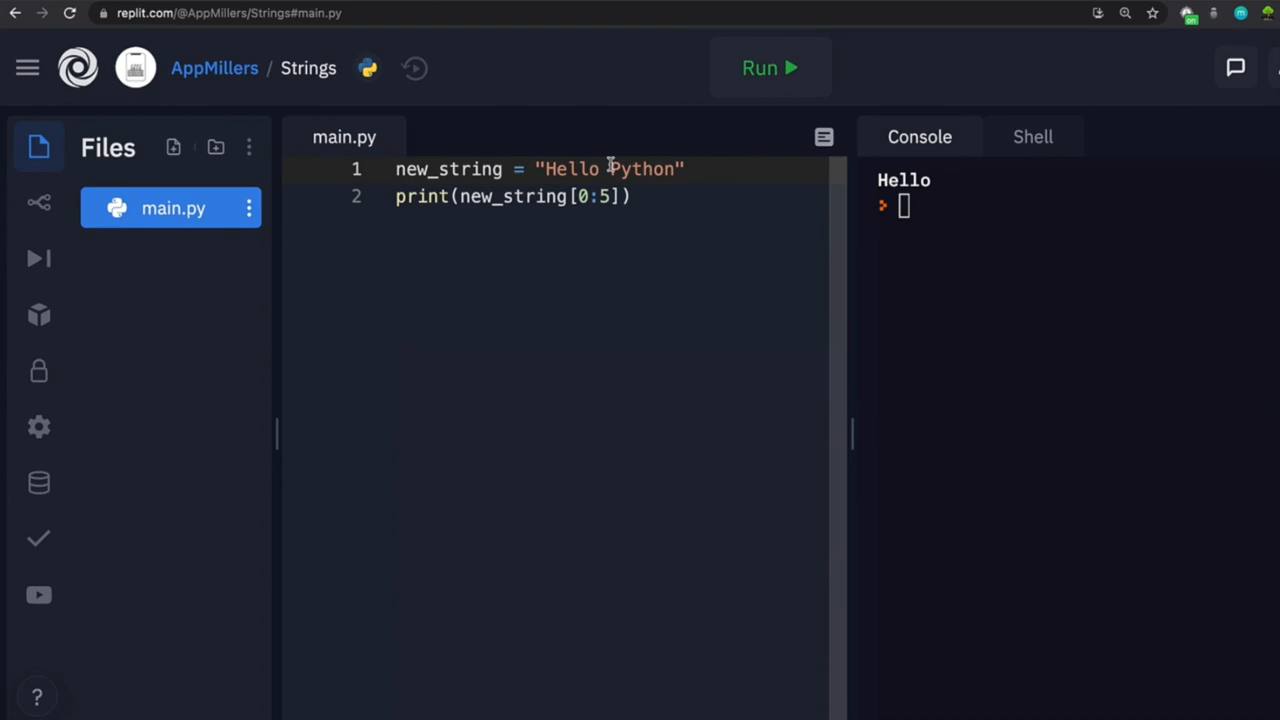 replit.com/@AppMillers/Strings#main.py
on
m
AppMillers / Strings
Run
Files
main.py
main.py
1 new_string = "Hello Python"
2 print(new_string[0:5])
Console
Shell
Hello
?